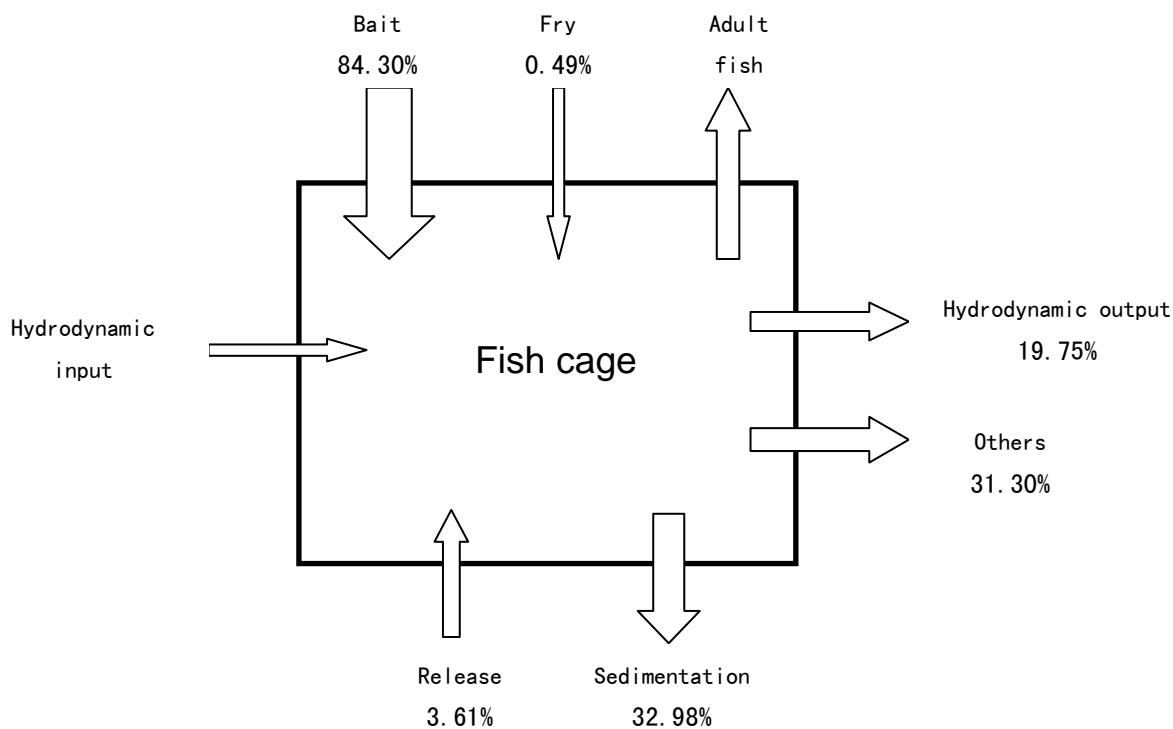 Bait
84.30%
Fry
0.49%
Adult
fish
Hydrodynamic
input
Fish cage
Hydrodynamic output
19.75%
Others
31.30%
Release
3.61%
Sedimentation
32.98%